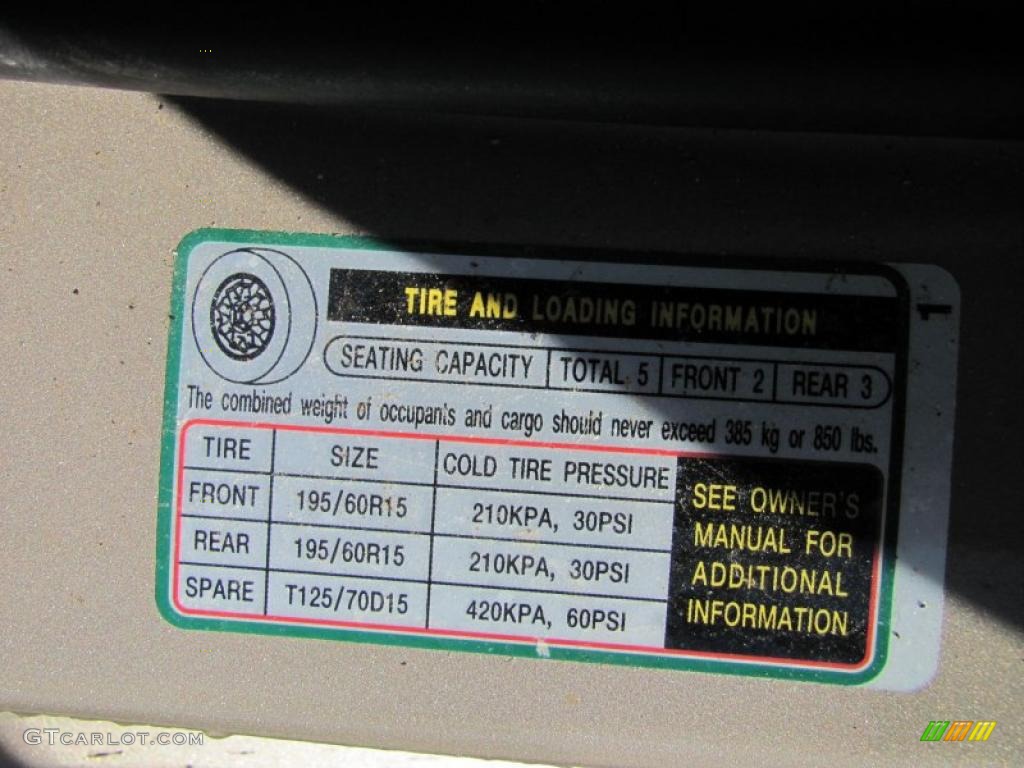 TIRE AND LOADING INFORMATION
1
SEATING CAPACITY TOTAL 5 FRONT 2 REAR 3
The combined weight of occupants and cargo should never exceed 385 kg or 850 lbs.
TIRE SIZE COLD TIRE PRESSURE
FRONT 195/60R15 210KPA, 30PSI
REAR 195/60R15 210KPA, 30PSI
SPARE T125/70D15 420KPA, 60PSI
SEE OWNER'S
MANUAL FOR
ADDITIONAL
INFORMATION
GTCARLOT.COM